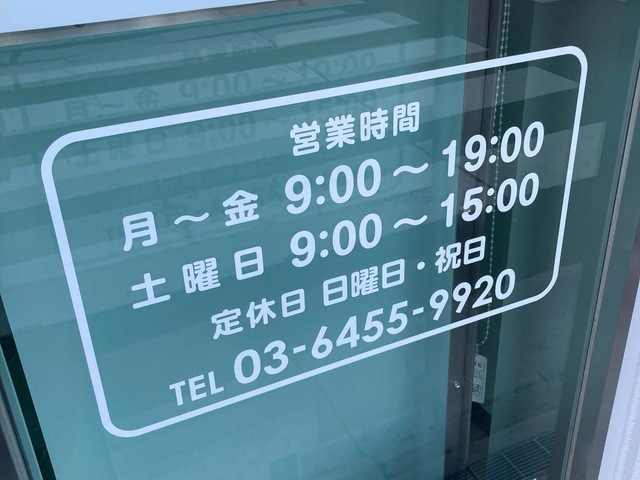 営業時間
月～金 9:00～19:00
土曜日 9:00～15:00
定休日 日曜日・祝日
TEL 03-6455-9920